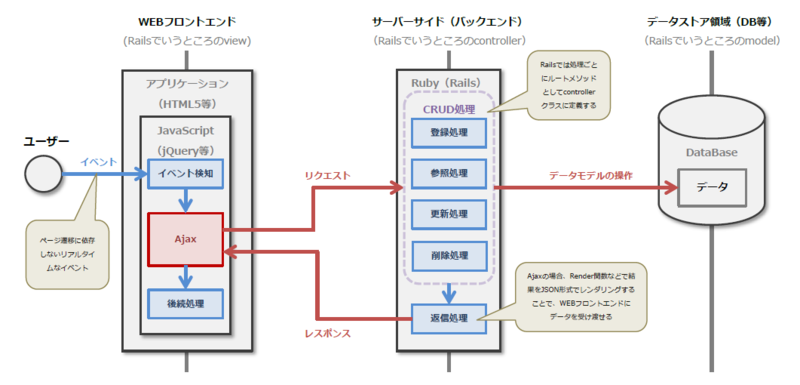 WEBフロントエンド
(Railsでいうところのview)
サーバーサイド（バックエンド）
（Railsでいうところのcontroller）
データストア領域（DB等）
（Railsでいうところのmodel）
アプリケーション
（HTML5等）
JavaScript
（jQuery等）
Ruby（Rails）
CRUD処理
Railsでは処理ごと
にルートメソッド
としてcontroller
クラスに定義する
ユーザー
イベント
イベント検知
Ajax
後続処理
ページ遷移に依存
しないリアルタイ
ムなイベント
リクエスト
レスポンス
登録処理
参照処理
更新処理
削除処理
返信処理
データモデルの操作
DataBase
データ
Ajaxの場合、Render関数などで結
果をJSON形式でレンダリングする
ことで、WEBフロントエンドに
データを受け渡せる